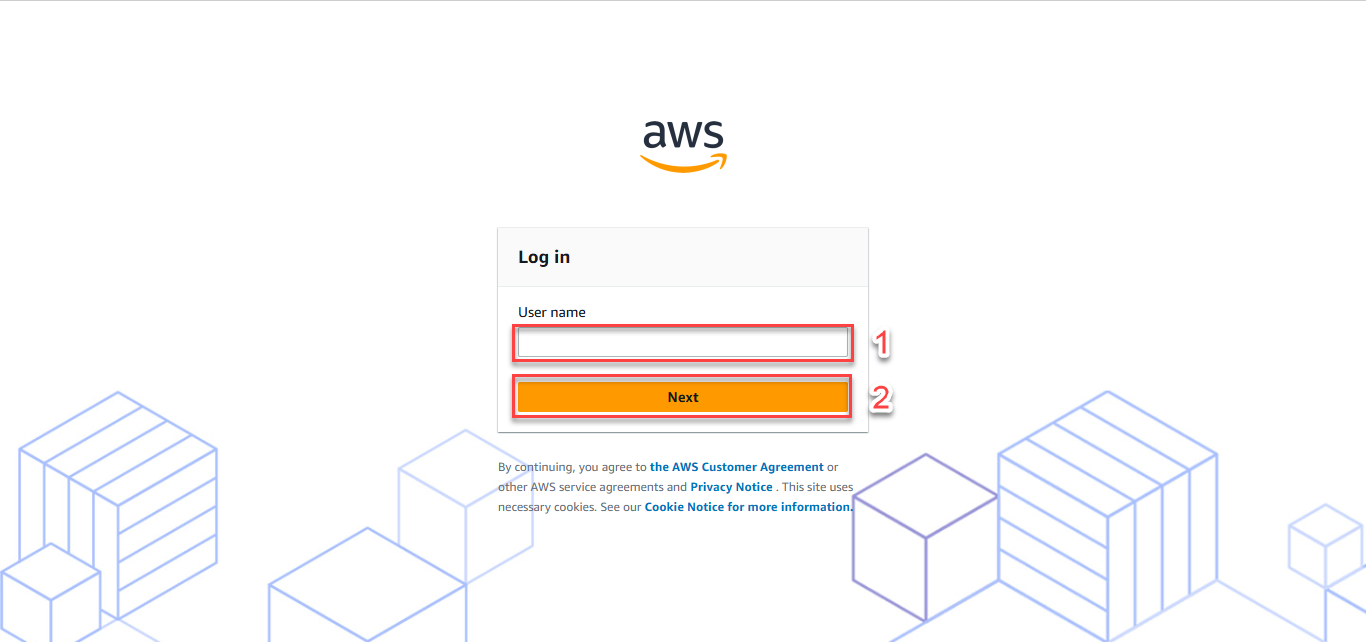 aws
Log in
User name
1
Next
2
By continuing, you agree to the AWS Customer Agreement or
other AWS service agreements and Privacy Notice . This site uses
necessary cookies. See our Cookie Notice for more information.